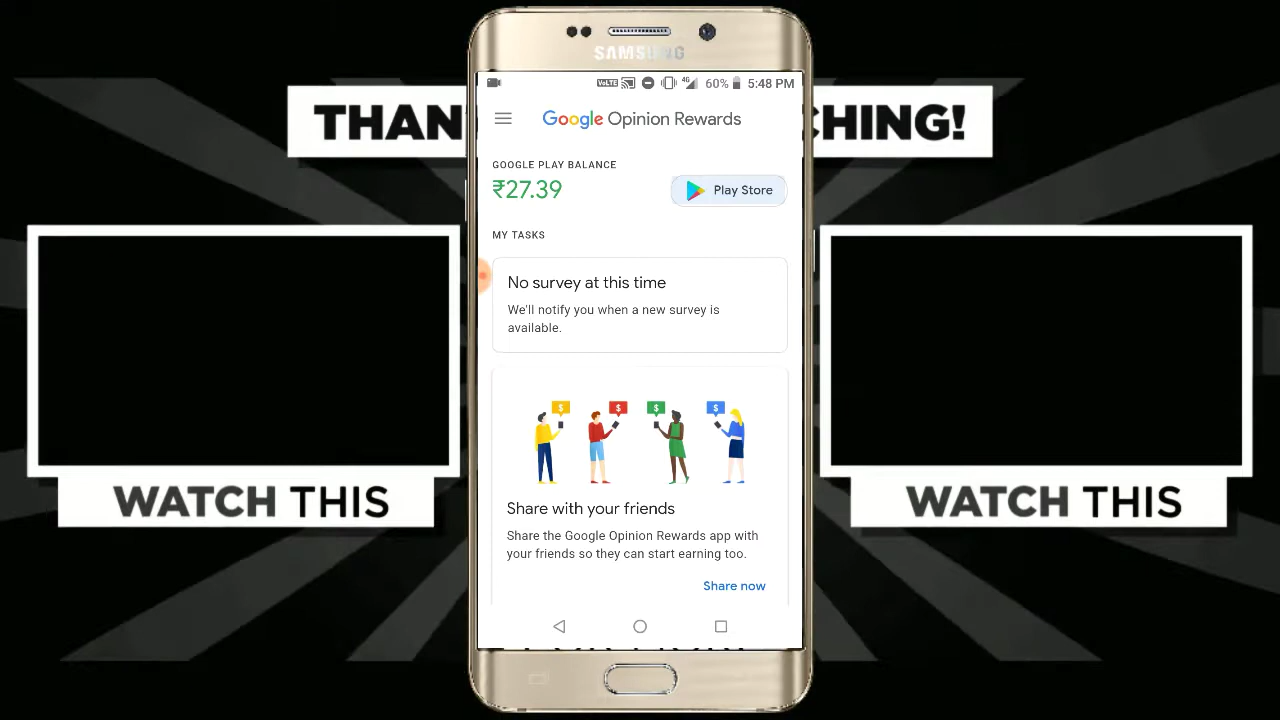 THAN
CHING!
SAMSUNG
VoLTE 4G 60% 5:48 PM
Google Opinion Rewards
GOOGLE PLAY BALANCE
₹27.39
Play Store
MY TASKS
No survey at this time
We'll notify you when a new survey is
available.
$ $ $ $
Share with your friends
Share the Google Opinion Rewards app with
your friends so they can start earning too.
Share now
WATCH THIS
WATCH THIS